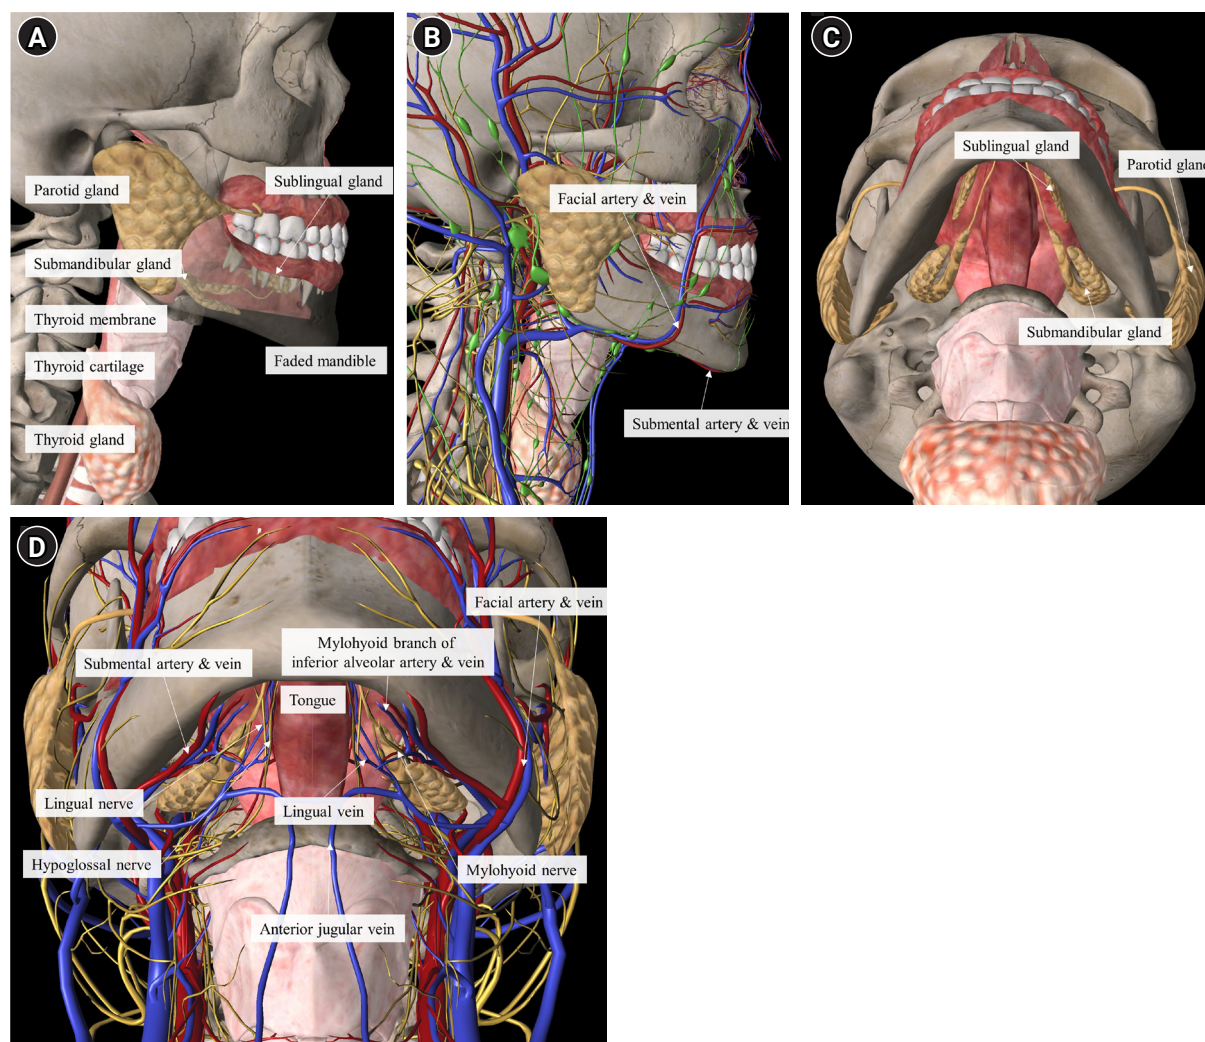 A
Parotid gland
Sublingual gland
Submandibular gland
Thyroid membrane
Thyroid cartilage
Faded mandible
Thyroid gland
B
Facial artery & vein
Submental artery & vein
C
Sublingual gland
Parotid gland
Submandibular gland
D
Facial artery & vein
Mylohyoid branch of
inferior alveolar artery & vein
Submental artery & vein
Tongue
Lingual nerve
Lingual vein
Hypoglossal nerve
Mylohyoid nerve
Anterior jugular vein